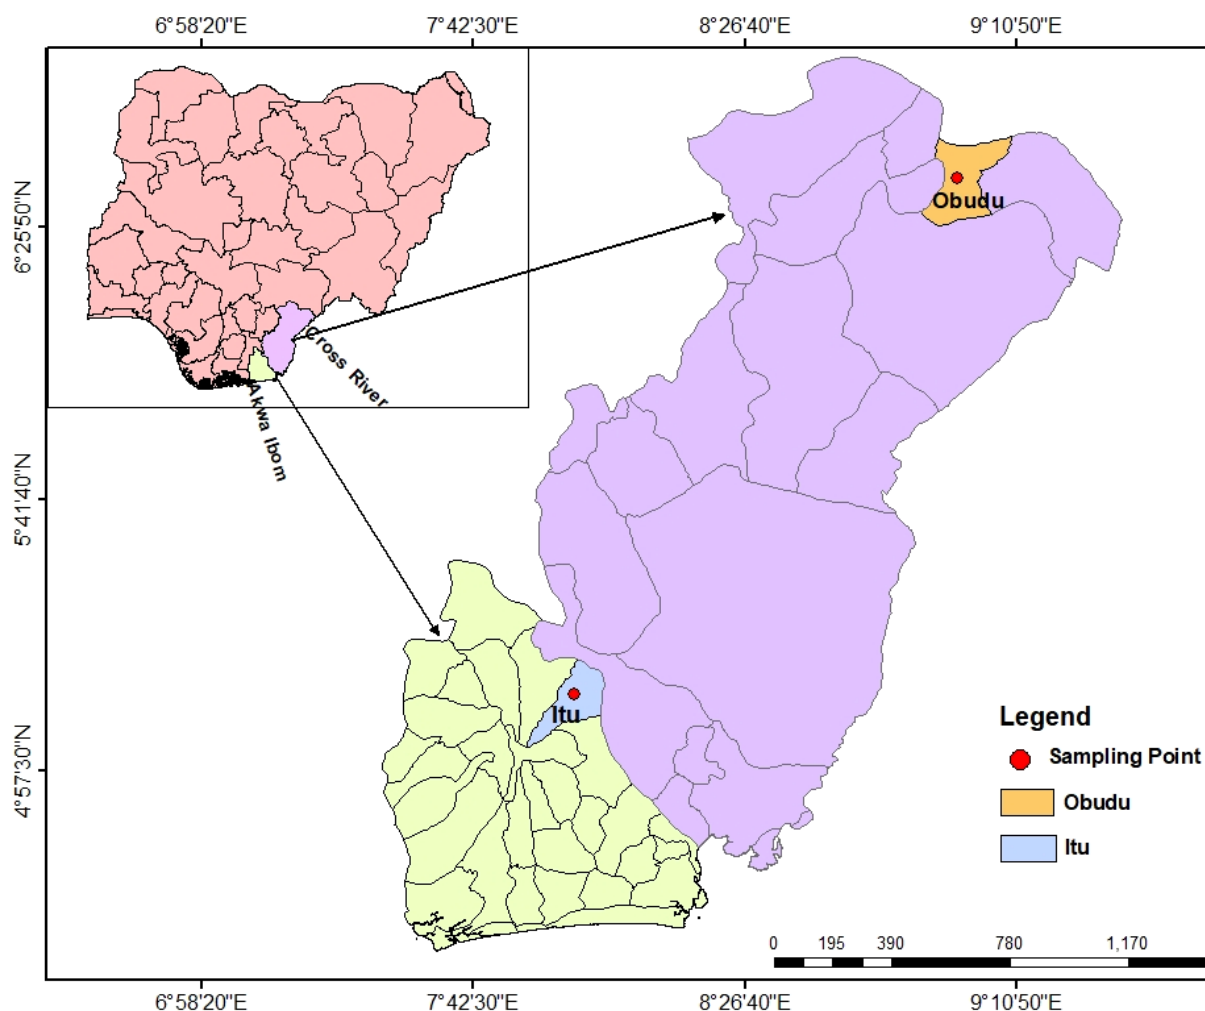 6°58'20"E 7°42'30"E 8°26'40"E 9°10'50"E
6°25'50"N
5°41'40"N
4°57'30"N
Cross River
Akwa Ibom
Obudu
Itu
Legend
Sampling Point
Obudu
Itu
0 195 390 780 1,170
6°58'20"E 7°42'30"E 8°26'40"E 9°10'50"E